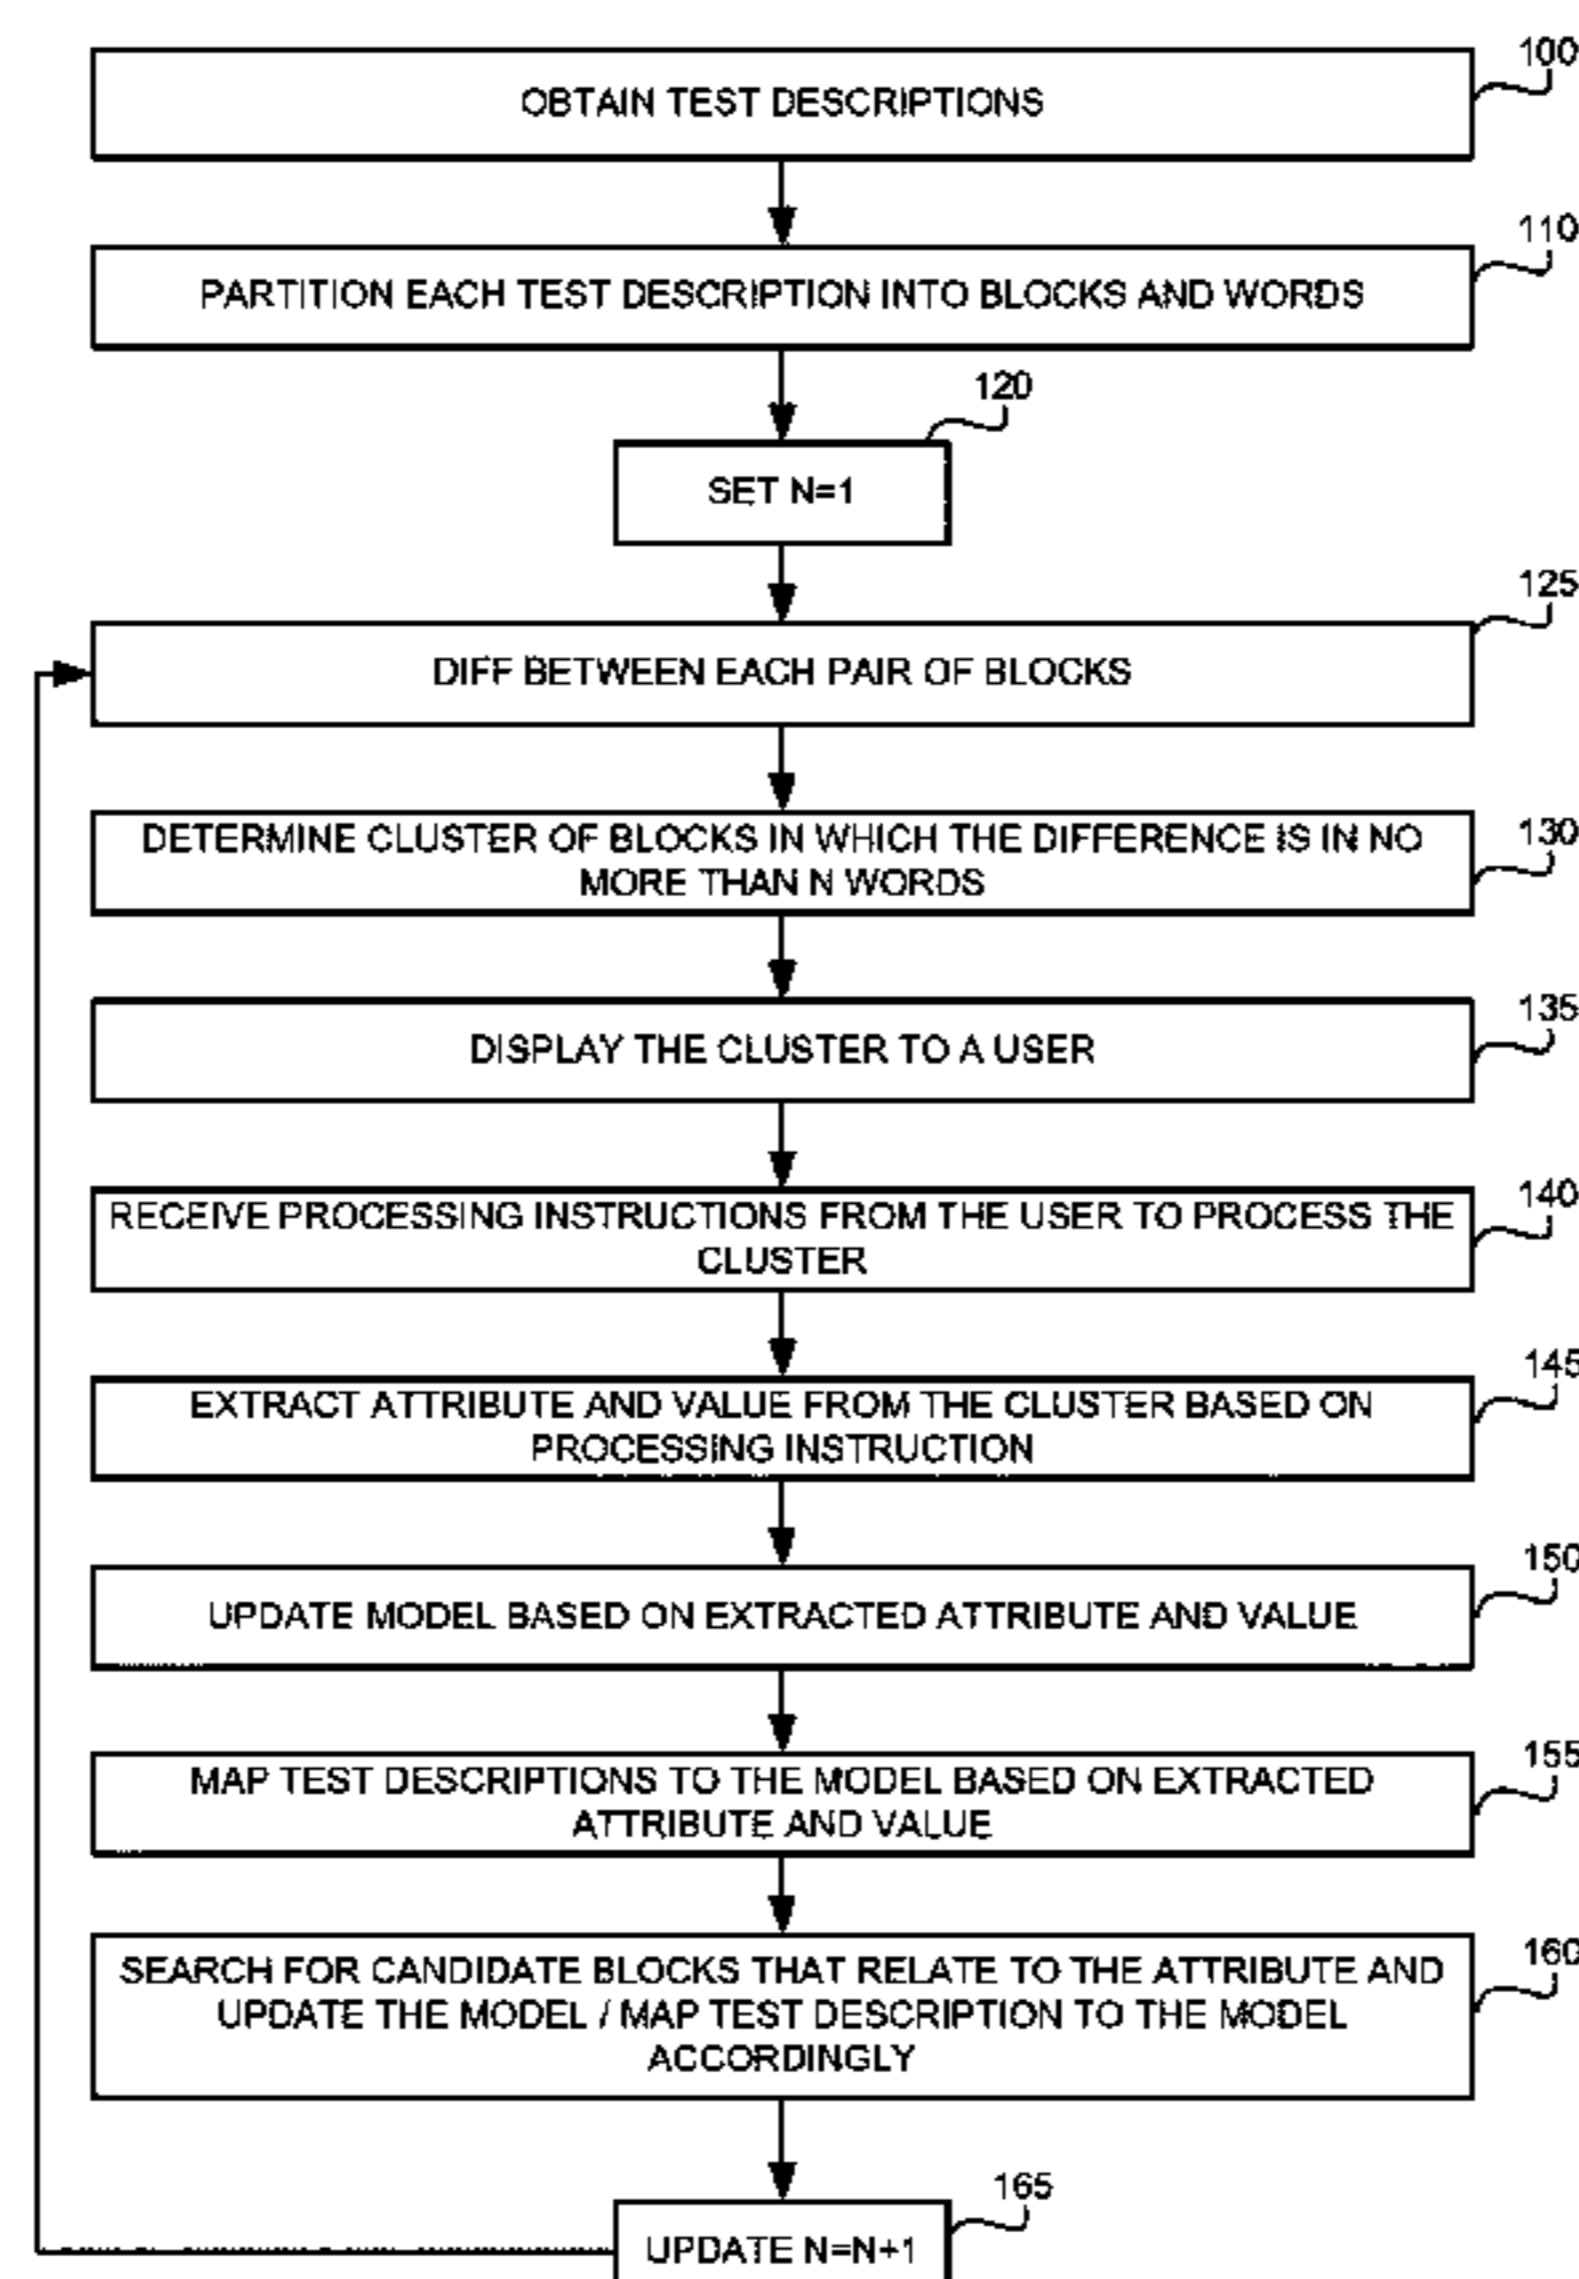 100
OBTAIN TEST DESCRIPTIONS
110
PARTITION EACH TEST DESCRIPTION INTO BLOCKS AND WORDS
120
SET N=1
125
DIFF BETWEEN EACH PAIR OF BLOCKS
130
DETERMINE CLUSTER OF BLOCKS IN WHICH THE DIFFERENCE IS IN NO
MORE THAN N WORDS
135
DISPLAY THE CLUSTER TO A USER
140
RECEIVE PROCESSING INSTRUCTIONS FROM THE USER TO PROCESS THE
CLUSTER
145
EXTRACT ATTRIBUTE AND VALUE FROM THE CLUSTER BASED ON
PROCESSING INSTRUCTION
150
UPDATE MODEL BASED ON EXTRACTED ATTRIBUTE AND VALUE
155
MAP TEST DESCRIPTIONS TO THE MODEL BASED ON EXTRACTED
ATTRIBUTE AND VALUE
160
SEARCH FOR CANDIDATE BLOCKS THAT RELATE TO THE ATTRIBUTE AND
UPDATE THE MODEL / MAP TEST DESCRIPTION TO THE MODEL
ACCORDINGLY
165
UPDATE N=N+1